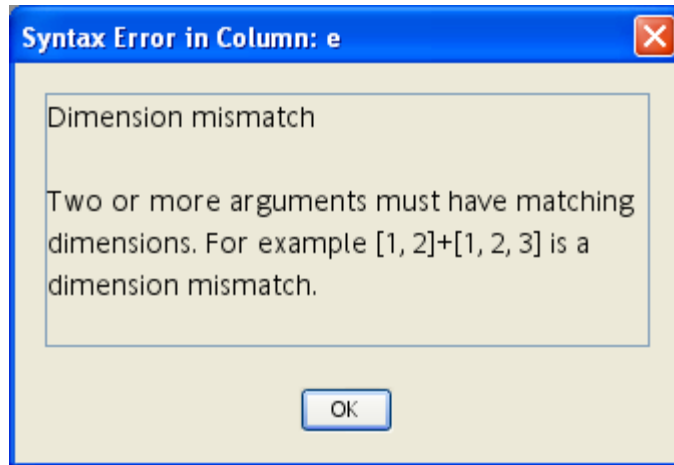 Syntax Error in Column: e
Dimension mismatch
Two or more arguments must have matching
dimensions. For example [1, 2]+[1, 2, 3] is a
dimension mismatch.
OK